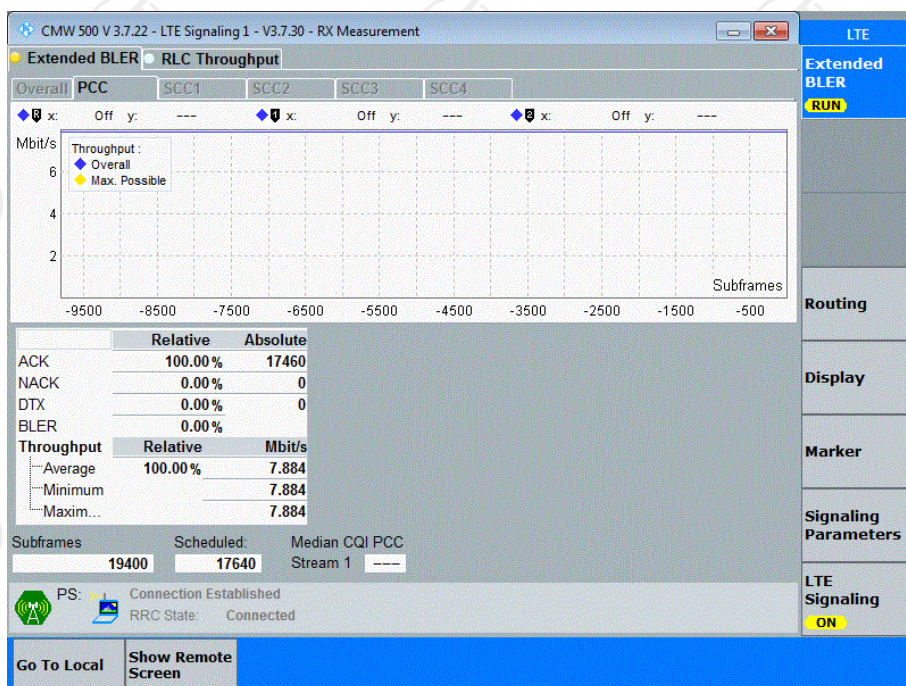 CMW 500 V 3.7.22 - LTE Signaling 1 - V3.7.30 - RX Measurement
LTE
Extended BLER RLC Throughput
Extended BLER
RUN
Overall PCC SCC1 SCC2 SCC3 SCC4
0 x: Off y: --- 1 x: Off y: --- 2 x: Off y: ---
Mbit/s
Throughput :
Overall
Max. Possible
6
4
2
Subframes
-9500 -8500 -7500 -6500 -5500 -4500 -3500 -2500 -1500 -500
Routing
Relative Absolute
ACK 100.00 % 17460
NACK 0.00 % 0
DTX 0.00 % 0
BLER 0.00 %
Throughput Relative Mbit/s
Average 100.00 % 7.884
Minimum 7.884
Maxim... 7.884
Display
Marker
Signaling
Parameters
Subframes Scheduled: Median CQI PCC
19400 17640 Stream 1 ---
PS: Connection Established
RRC State: Connected
LTE
Signaling
ON
Go To Local
Show Remote
Screen